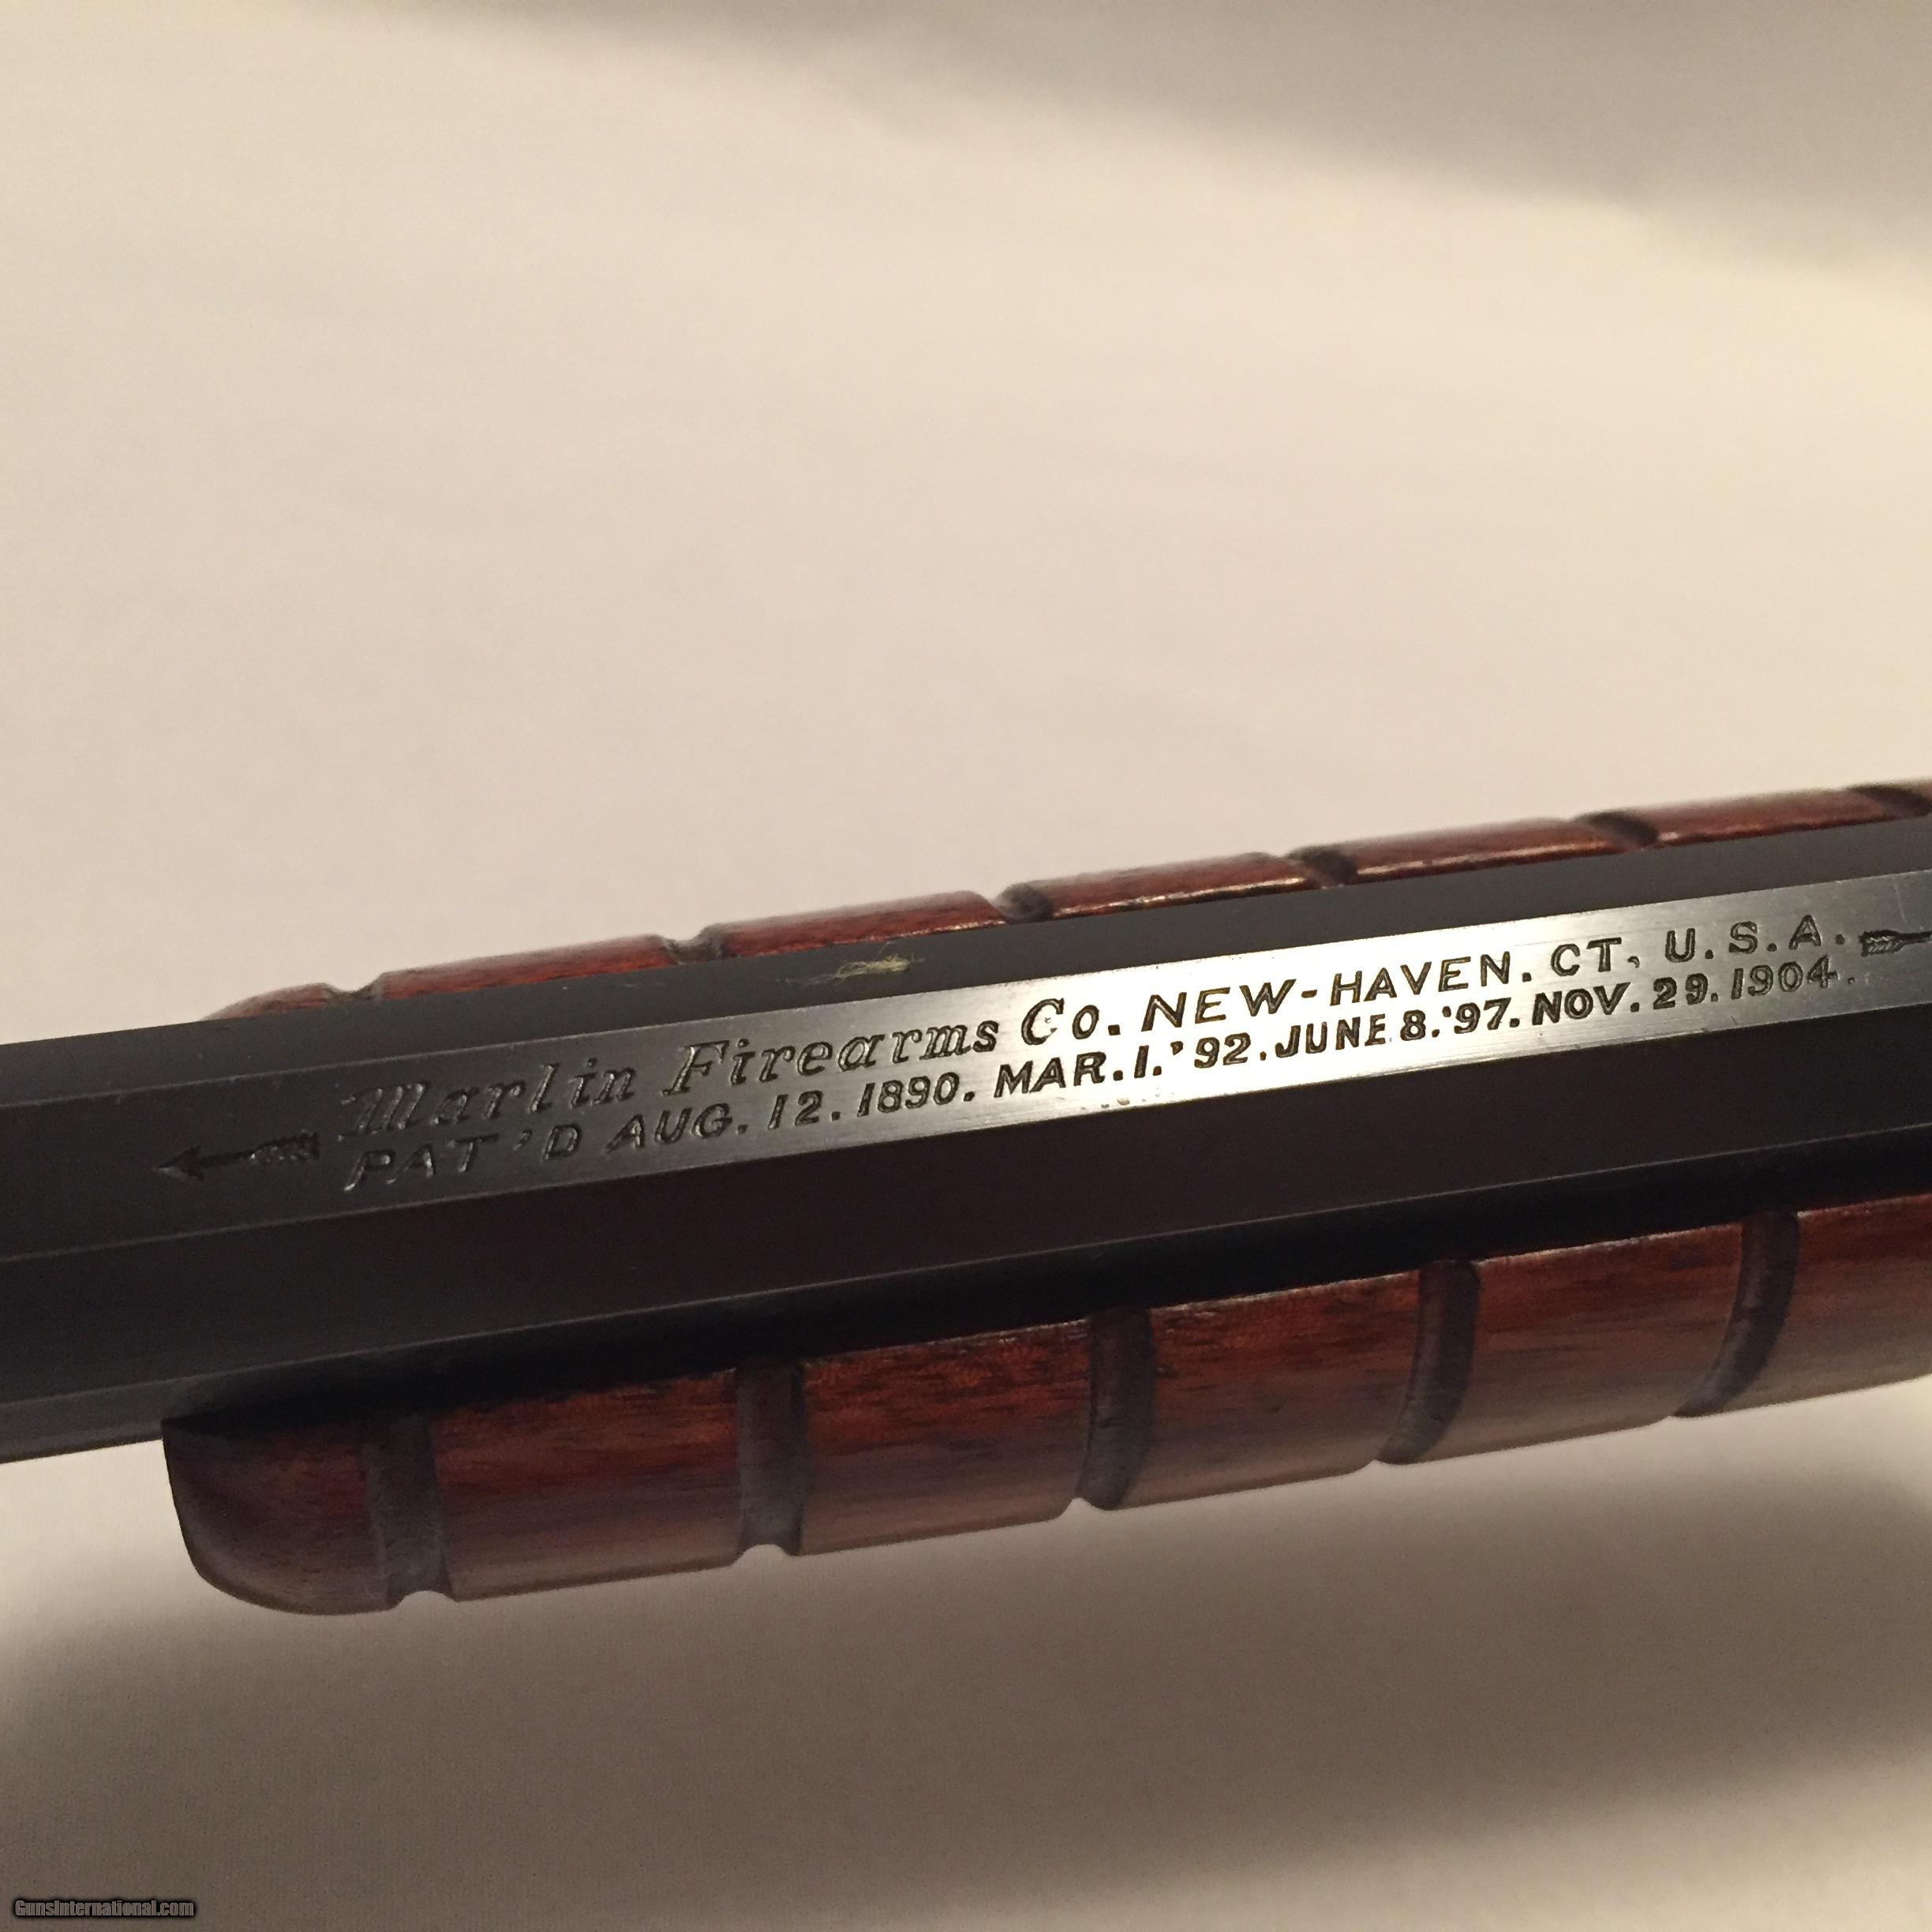 Marlin Firearms Co. NEW-HAVEN. CT. U.S.A.
PAT'D AUG. 12. 1890. MAR. 1. '92. JUNE 8. '97. NOV. 29. 1904.
GunsInternational.com